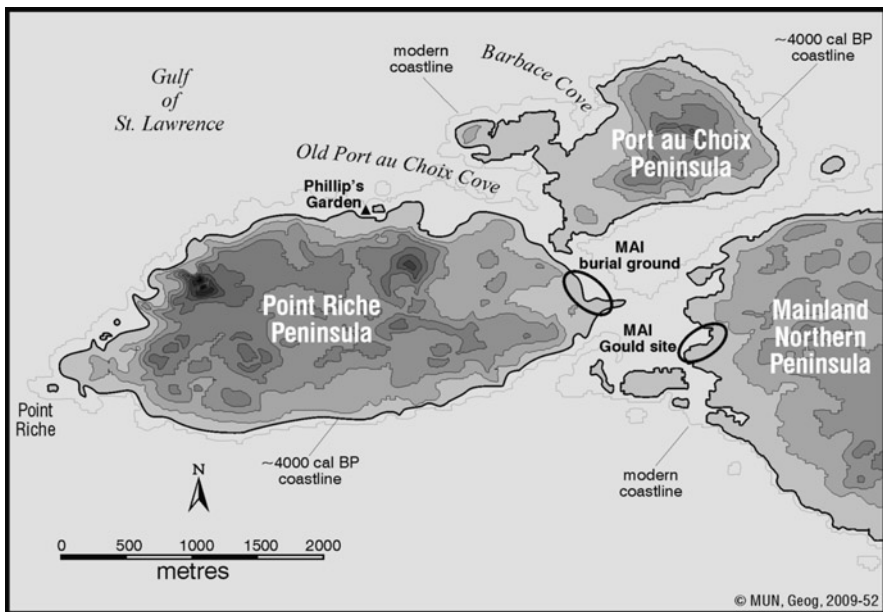 Gulf
of
St. Lawrence
modern
coastline
Barbace Cove
~4000 cal BP
coastline
Port au Choix
Peninsula
Old Port au Choix Cove
Phillip's
Garden
MAI
burial ground
Point Riche
Peninsula
MAI
Gould site
Mainland
Northern
Peninsula
Point
Riche
~4000 cal BP
coastline
modern
coastline
N
0 500 1000 1500 2000
metres
© MUN, Geog, 2009-52